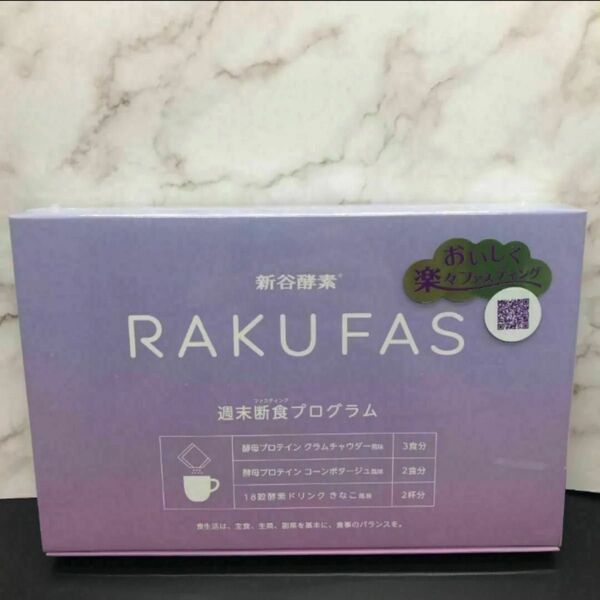 おいしく
楽々ファスティング
新谷酵素®
RAKU FAS
ファスティング
週末断食プログラム
酵母プロテイン クラムチャウダー風味 3食分
酵母プロテイン コーンポタージュ風味 2食分
18穀酵素ドリンク きなこ風味 2杯分
食生活は、主食、主菜、副菜を基本に、食事のバランスを。